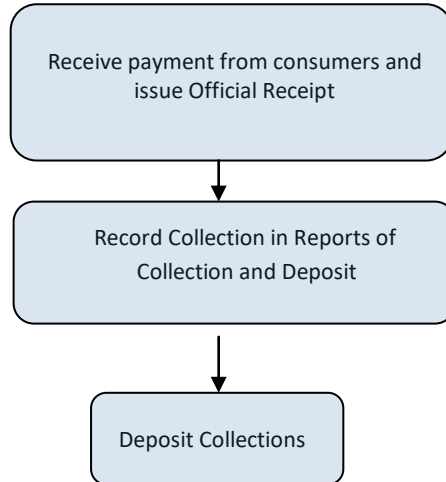 Receive payment from consumers and
issue Official Receipt
Record Collection in Reports of
Collection and Deposit
Deposit Collections